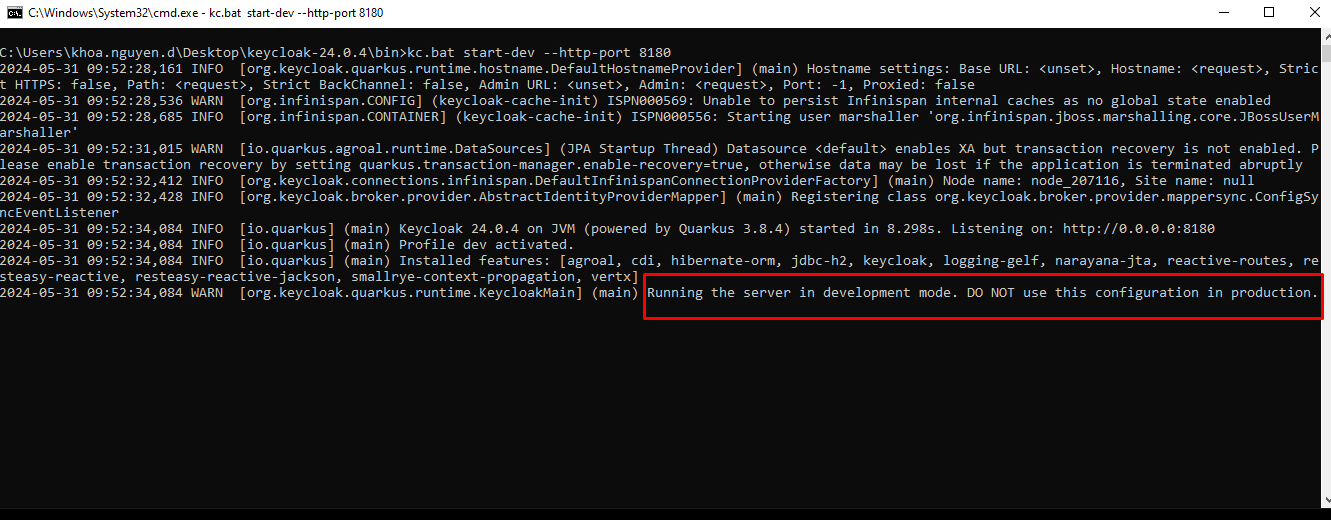 C:\Windows\System32\cmd.exe - kc.bat  start-dev --http-port 8180
C:\Users\khoa.nguyen.d\Desktop\keycloak-24.0.4\bin>kc.bat start-dev --http-port 8180
2024-05-31 09:52:28,161 INFO  [org.keycloak.quarkus.runtime.hostname.DefaultHostnameProvider] (main) Hostname settings: Base URL: <unset>, Hostname: <request>, Stric
t HTTPS: false, Path: <request>, Strict BackChannel: false, Admin URL: <unset>, Admin: <request>, Port: -1, Proxied: false
2024-05-31 09:52:28,536 WARN  [org.infinispan.CONFIG] (keycloak-cache-init) ISPN000569: Unable to persist Infinispan internal caches as no global state enabled
2024-05-31 09:52:28,685 INFO  [org.infinispan.CONTAINER] (keycloak-cache-init) ISPN000556: Starting user marshaller 'org.infinispan.jboss.marshalling.core.JBossUserM
arshaller'
2024-05-31 09:52:31,015 WARN  [io.quarkus.agroal.runtime.DataSources] (JPA Startup Thread) Datasource <default> enables XA but transaction recovery is not enabled. P
lease enable transaction recovery by setting quarkus.transaction-manager.enable-recovery=true, otherwise data may be lost if the application is terminated abruptly
2024-05-31 09:52:32,412 INFO  [org.keycloak.connections.infinispan.DefaultInfinispanConnectionProviderFactory] (main) Node name: node_207116, Site name: null
2024-05-31 09:52:32,428 INFO  [org.keycloak.broker.provider.AbstractIdentityProviderMapper] (main) Registering class org.keycloak.broker.provider.mappersync.ConfigSy
ncEventListener
2024-05-31 09:52:34,084 INFO  [io.quarkus] (main) Keycloak 24.0.4 on JVM (powered by Quarkus 3.8.4) started in 8.298s. Listening on: http://0.0.0.0:8180
2024-05-31 09:52:34,084 INFO  [io.quarkus] (main) Profile dev activated.
2024-05-31 09:52:34,084 INFO  [io.quarkus] (main) Installed features: [agroal, cdi, hibernate-orm, jdbc-h2, keycloak, logging-gelf, narayana-jta, reactive-routes, re
steasy-reactive, resteasy-reactive-jackson, smallrye-context-propagation, vertx]
2024-05-31 09:52:34,084 WARN  [org.keycloak.quarkus.runtime.KeycloakMain] (main) Running the server in development mode. DO NOT use this configuration in production.